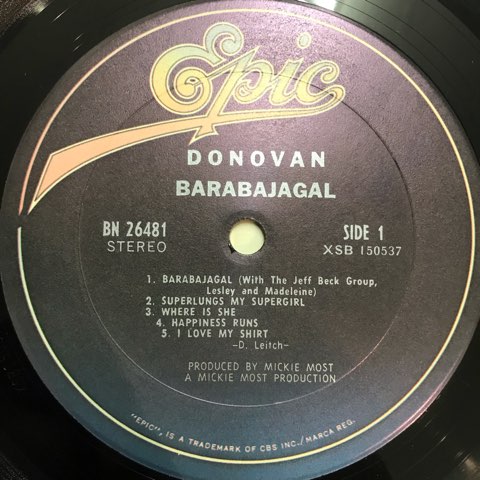 Epic
DONOVAN
BARABAJAGAL
BN 26481
STEREO
SIDE 1
XSB 150537
1. BARABAJAGAL (With The Jeff Beck Group,
Lesley and Madeleine)
2. SUPERLUNGS MY SUPERGIRL
3. WHERE IS SHE
4. HAPPINESS RUNS
5. I LOVE MY SHIRT
–D. Leitch–
PRODUCED BY MICKIE MOST
A MICKIE MOST PRODUCTION
"EPIC", IS A TRADEMARK OF CBS INC./MARCA REG.